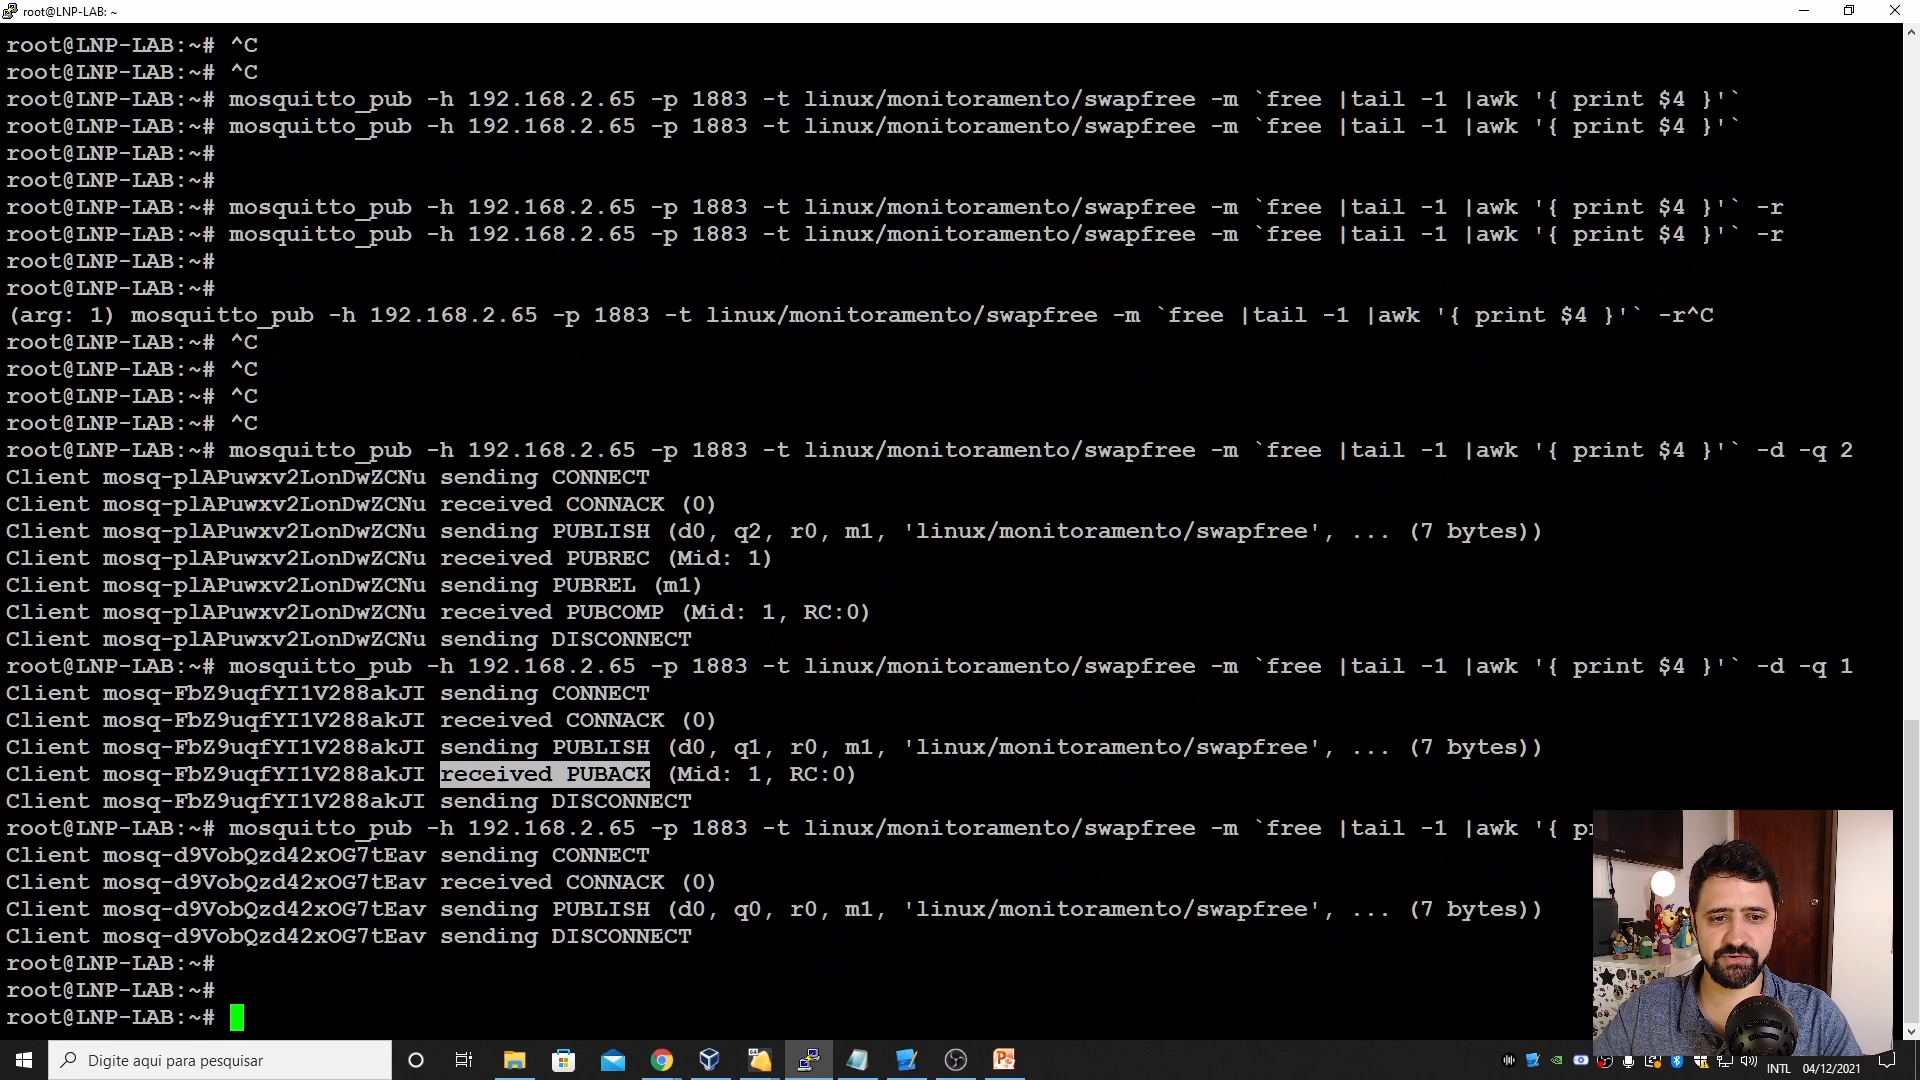 root@LNP-LAB: ~
root@LNP-LAB:~# ^C
root@LNP-LAB:~# ^C
root@LNP-LAB:~# mosquitto_pub -h 192.168.2.65 -p 1883 -t linux/monitoramento/swapfree -m `free |tail -1 |awk '{ print $4 }'`
root@LNP-LAB:~# mosquitto_pub -h 192.168.2.65 -p 1883 -t linux/monitoramento/swapfree -m `free |tail -1 |awk '{ print $4 }'`
root@LNP-LAB:~#
root@LNP-LAB:~#
root@LNP-LAB:~# mosquitto_pub -h 192.168.2.65 -p 1883 -t linux/monitoramento/swapfree -m `free |tail -1 |awk '{ print $4 }'` -r
root@LNP-LAB:~# mosquitto_pub -h 192.168.2.65 -p 1883 -t linux/monitoramento/swapfree -m `free |tail -1 |awk '{ print $4 }'` -r
root@LNP-LAB:~#
root@LNP-LAB:~#
(arg: 1) mosquitto_pub -h 192.168.2.65 -p 1883 -t linux/monitoramento/swapfree -m `free |tail -1 |awk '{ print $4 }'` -r^C
root@LNP-LAB:~# ^C
root@LNP-LAB:~# ^C
root@LNP-LAB:~# ^C
root@LNP-LAB:~# ^C
root@LNP-LAB:~# mosquitto_pub -h 192.168.2.65 -p 1883 -t linux/monitoramento/swapfree -m `free |tail -1 |awk '{ print $4 }'` -d -q 2
Client mosq-plAPuwxv2LonDwZCNu sending CONNECT
Client mosq-plAPuwxv2LonDwZCNu received CONNACK (0)
Client mosq-plAPuwxv2LonDwZCNu sending PUBLISH (d0, q2, r0, m1, 'linux/monitoramento/swapfree', ... (7 bytes))
Client mosq-plAPuwxv2LonDwZCNu received PUBREC (Mid: 1)
Client mosq-plAPuwxv2LonDwZCNu sending PUBREL (m1)
Client mosq-plAPuwxv2LonDwZCNu received PUBCOMP (Mid: 1, RC:0)
Client mosq-plAPuwxv2LonDwZCNu sending DISCONNECT
root@LNP-LAB:~# mosquitto_pub -h 192.168.2.65 -p 1883 -t linux/monitoramento/swapfree -m `free |tail -1 |awk '{ print $4 }'` -d -q 1
Client mosq-FbZ9uqfYI1V288akJI sending CONNECT
Client mosq-FbZ9uqfYI1V288akJI received CONNACK (0)
Client mosq-FbZ9uqfYI1V288akJI sending PUBLISH (d0, q1, r0, m1, 'linux/monitoramento/swapfree', ... (7 bytes))
Client mosq-FbZ9uqfYI1V288akJI received PUBACK (Mid: 1, RC:0)
Client mosq-FbZ9uqfYI1V288akJI sending DISCONNECT
root@LNP-LAB:~# mosquitto_pub -h 192.168.2.65 -p 1883 -t linux/monitoramento/swapfree -m `free |tail -1 |awk '{
Client mosq-d9VobQzd42xOG7tEav sending CONNECT
Client mosq-d9VobQzd42xOG7tEav received CONNACK (0)
Client mosq-d9VobQzd42xOG7tEav sending PUBLISH (d0, q0, r0, m1, 'linux/monitoramento/swapfree', ... (7 bytes))
Client mosq-d9VobQzd42xOG7tEav sending DISCONNECT
root@LNP-LAB:~#
root@LNP-LAB:~#
root@LNP-LAB:~#
Digite aqui para pesquisar
INTL 04/12/2021